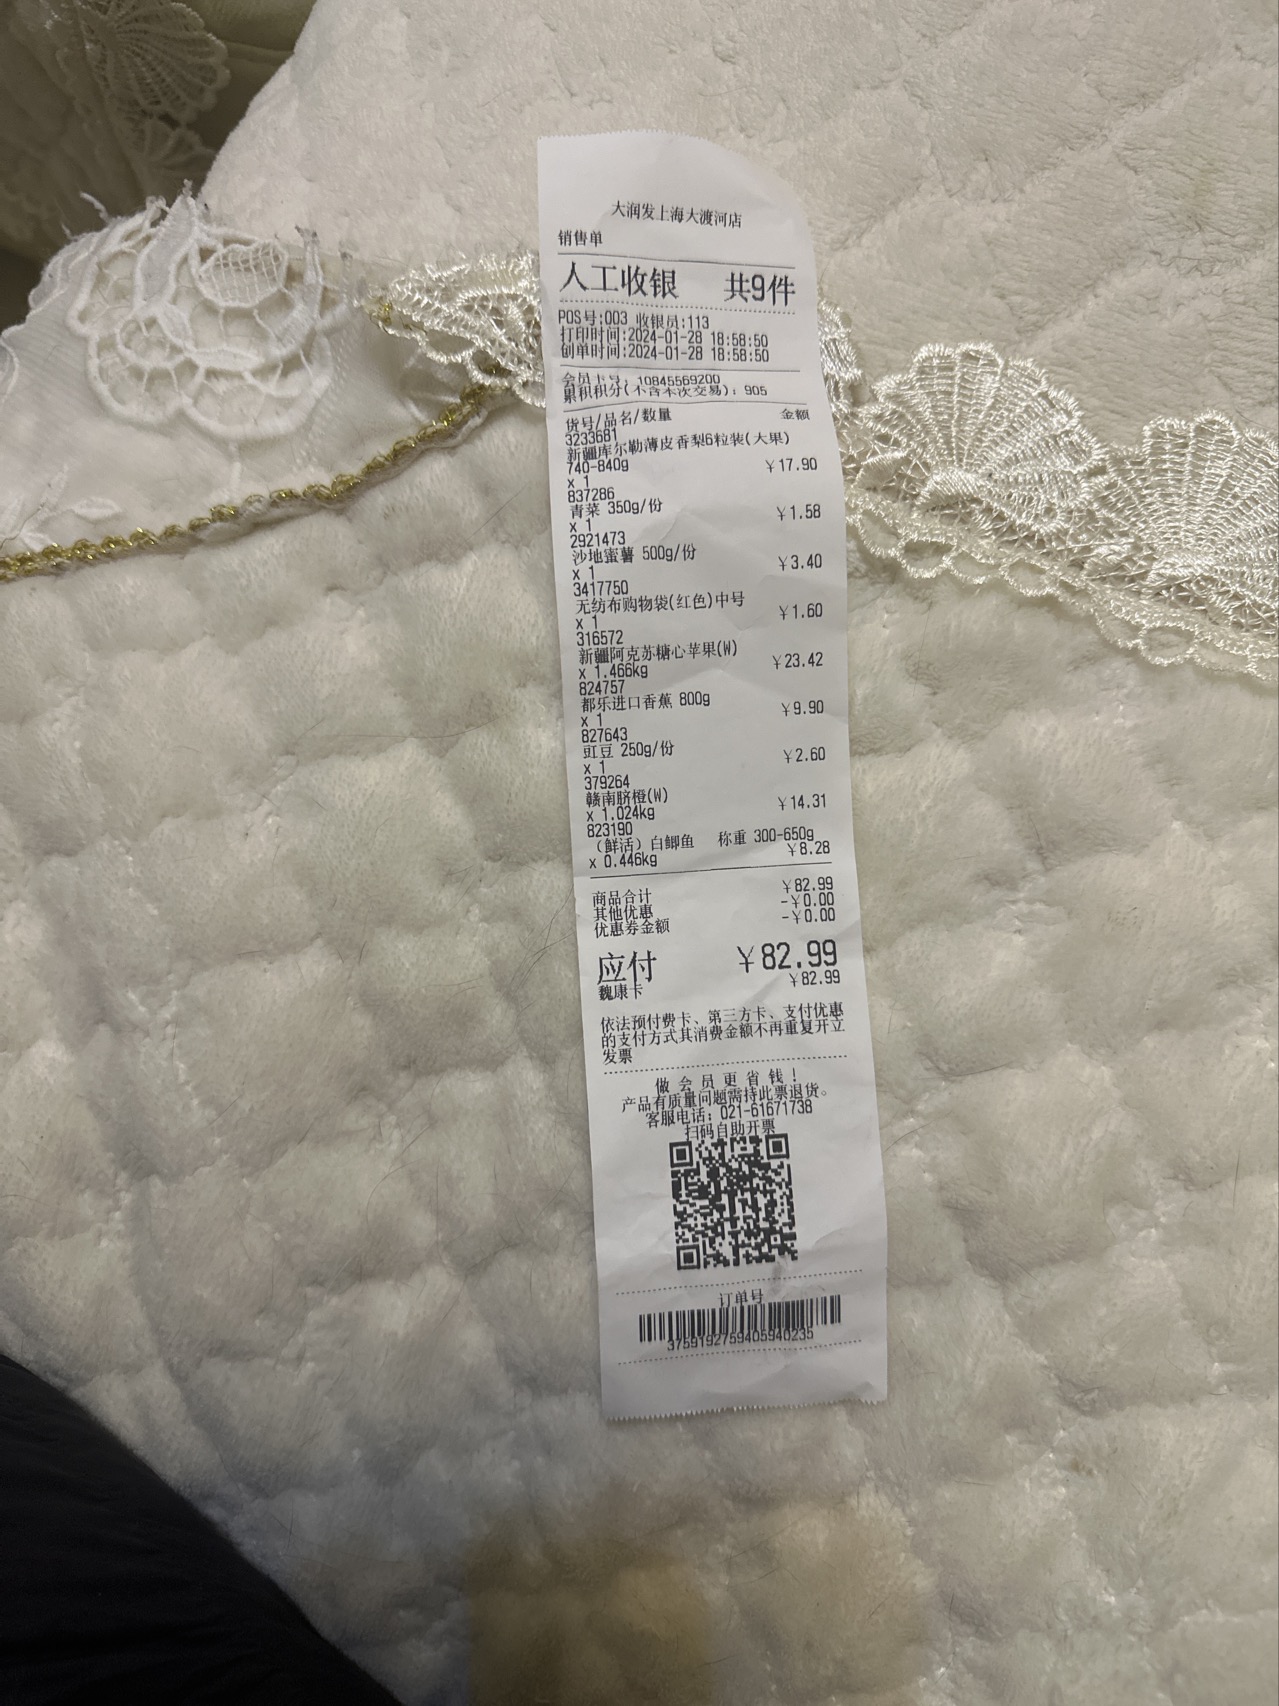 大润发上海大渡河店
销售单
人工收银 共9件
POS号:003 收银员:113
打印时间:2024-01-28 18:58:50
创单时间:2024-01-28 18:58:50
会员卡号: 10845569200
累积积分(不含本次交易): 905
货号/品名/数量 金额
3233681
新疆库尔勒薄皮香梨6粒装(大果)
740-840g ￥17.90
x 1
837286
青菜 350g/份 ￥1.58
x 1
2921473
沙地蜜薯 500g/份 ￥3.40
x 1
3417750
无纺布购物袋(红色)中号 ￥1.60
x 1
316572
新疆阿克苏糖心苹果(W) ￥23.42
x 1.466kg
824757
都乐进口香蕉 800g ￥9.90
x 1
827643
豇豆 250g/份 ￥2.60
x 1
379264
赣南脐橙(W) ￥14.31
x 1.024kg
823190
(鲜活) 白鲫鱼 称重 300-650g
x 0.446kg ￥8.28
商品合计 ￥82.99
其他优惠 -￥0.00
优惠券金额 -￥0.00
应付 ￥82.99
魏康卡 ￥82.99
依法预付费卡、第三方卡、支付优惠
的支付方式其消费金额不再重复开立
发票
做会员更省钱!
产品有质量问题需持此票退货。
客服电话: 021-61671738
扫码自助开票
订单号
3759192759405940235